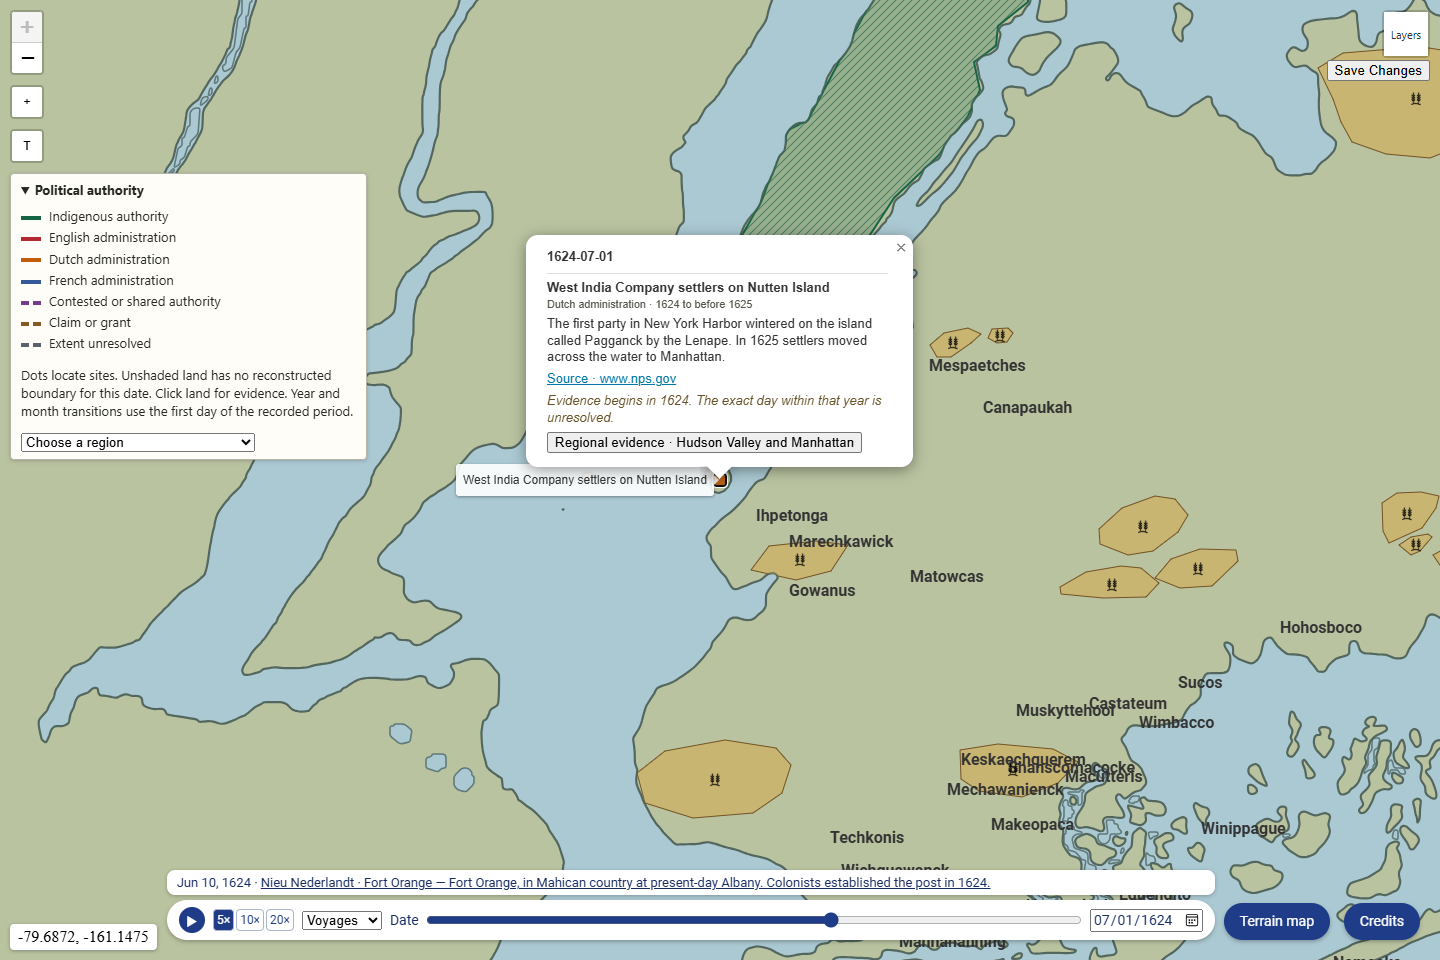 +
−
+
T
Layers
Save Changes
▼ Political authority
Indigenous authority
English administration
Dutch administration
French administration
Contested or shared authority
Claim or grant
Extent unresolved
Dots locate sites. Unshaded land has no reconstructed
boundary for this date. Click land for evidence. Year and
month transitions use the first day of the recorded period.
Choose a region
×
1624-07-01
West India Company settlers on Nutten Island
Dutch administration · 1624 to before 1625
The first party in New York Harbor wintered on the island
called Pagganck by the Lenape. In 1625 settlers moved
across the water to Manhattan.
Source · www.nps.gov
Evidence begins in 1624. The exact day within that year is
unresolved.
Regional evidence · Hudson Valley and Manhattan
West India Company settlers on Nutten Island
Mespaetches
Canapaukah
Ihpetonga
Marechkawick
Matowcas
Gowanus
Hohosboco
Sucos
Castateum
Muskyttehool
Wimbacco
Keskaechquerem
Macutteris
Mechawanienck
Makeopaca
Winippague
Techkonis
Jun 10, 1624 · Nieu Nederlandt · Fort Orange — Fort Orange, in Mahican country at present-day Albany. Colonists established the post in 1624.
5× 10× 20× Voyages Date 07/01/1624
Terrain map
Credits
-79.6872, -161.1475